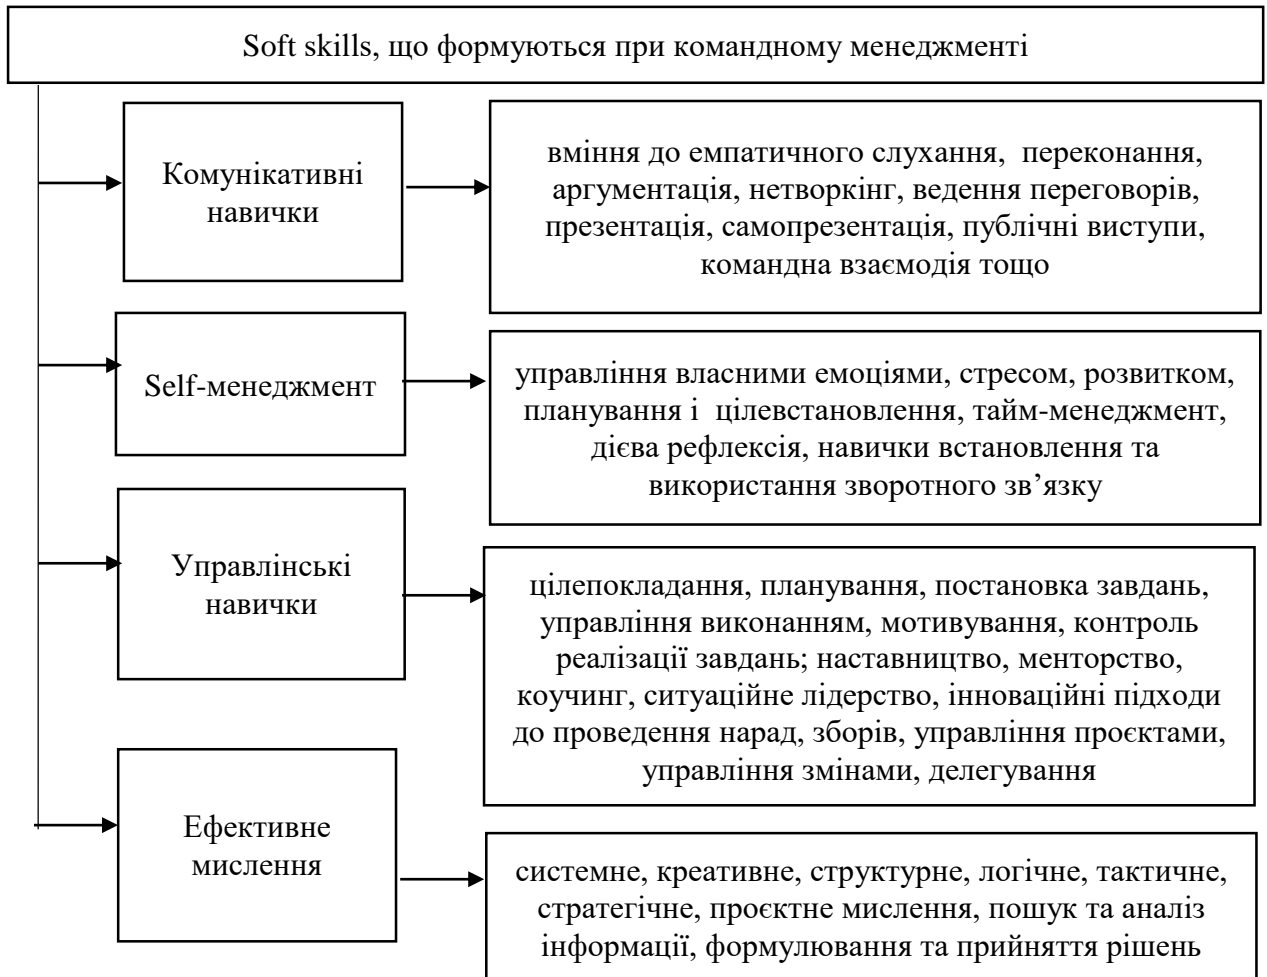 Soft skills, що формуються при командному менеджменті
Комунікативні
навички
вміння до емпатичного слухання, переконання,
аргументація, нетворкінг, ведення переговорів,
презентація, самопрезентація, публічні виступи,
командна взаємодія тощо
Self-менеджмент
управління власними емоціями, стресом, розвитком,
планування і цілевстановлення, тайм-менеджмент,
дієва рефлексія, навички встановлення та
використання зворотного зв’язку
Управлінські
навички
цілепокладання, планування, постановка завдань,
управління виконанням, мотивування, контроль
реалізації завдань; наставництво, менторство,
коучинг, ситуаційне лідерство, інноваційні підходи
до проведення нарад, зборів, управління проєктами,
управління змінами, делегування
Ефективне
мислення
системне, креативне, структурне, логічне, тактичне,
стратегічне, проєктне мислення, пошук та аналіз
інформації, формулювання та прийняття рішень